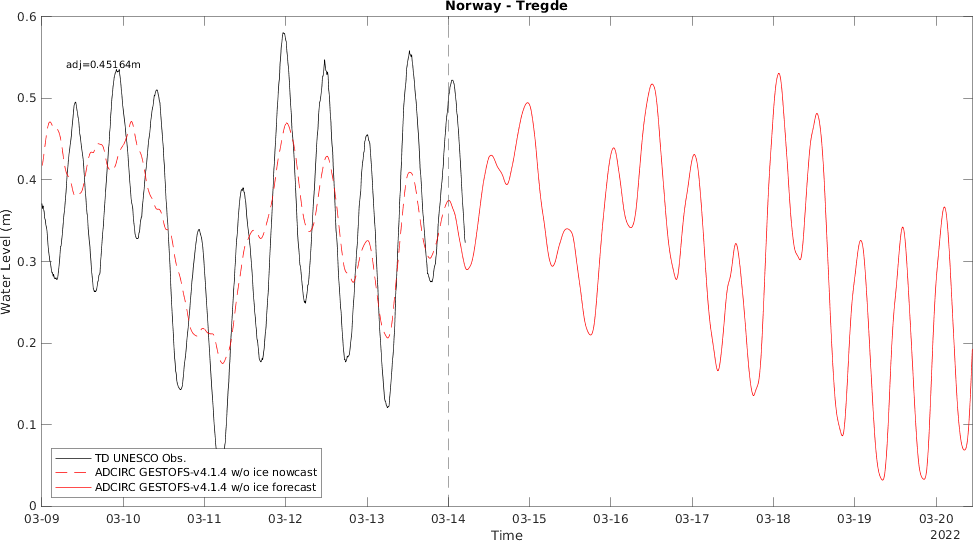 Norway - Tregde
0.6
adj=0.45164m
0.5
0.4
0.3
0.2
0.1
0
Water Level (m)
TD UNESCO Obs.
ADCIRC GESTOFS-v4.1.4 w/o ice nowcast
ADCIRC GESTOFS-v4.1.4 w/o ice forecast
03-09 03-10 03-11 03-12 03-13 03-14 03-15 03-16 03-17 03-18 03-19 03-20
Time 2022